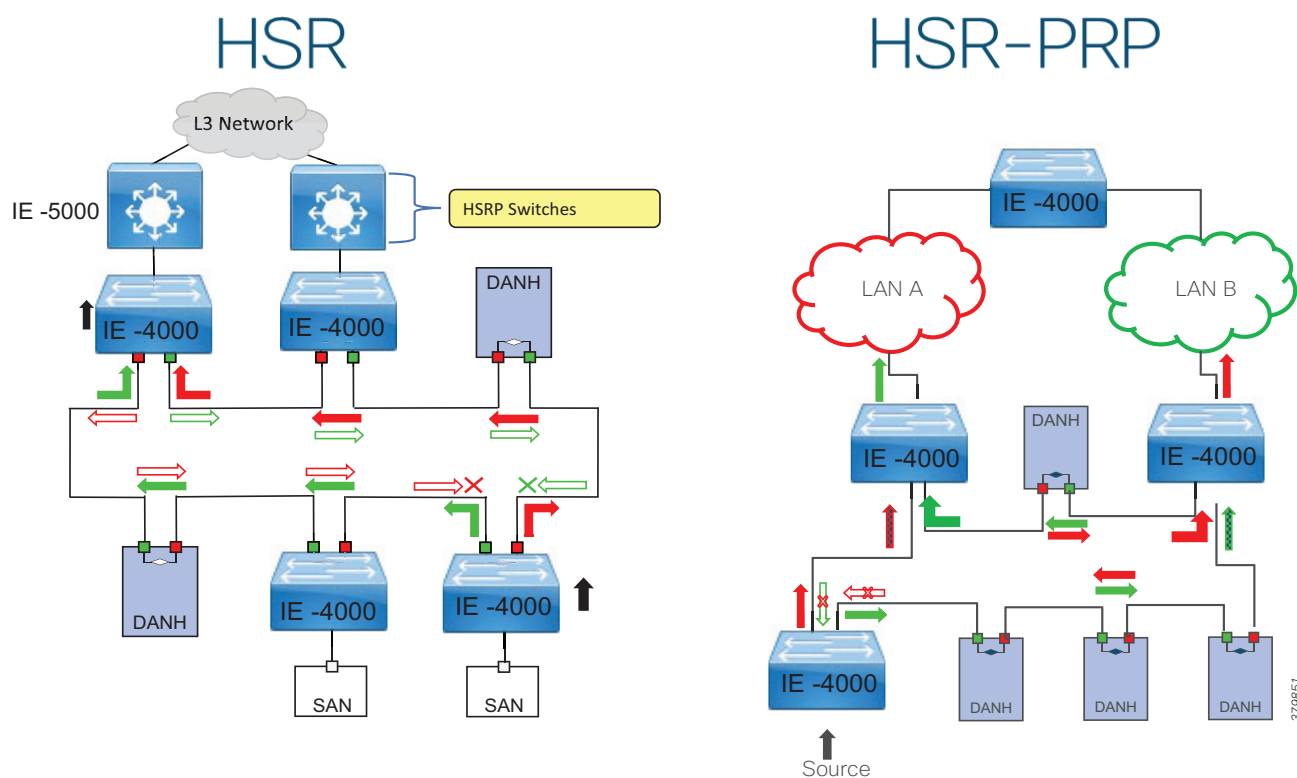 HSR
HSR-PRP
L3 Network
IE -5000
HSRP Switches
IE -4000
IE -4000
DANH
DANH
IE -4000
IE -4000
SAN
SAN
IE -4000
LAN A
LAN B
IE -4000
DANH
IE -4000
IE -4000
DANH
DANH
DANH
Source
379851